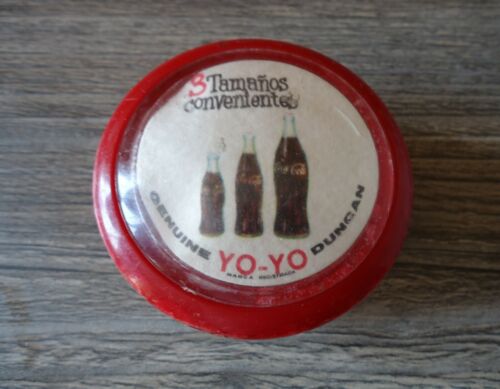 3 Tamaños
convenientes
GENUINE YO-YO DUNCAN
MARCA REGISTRADA